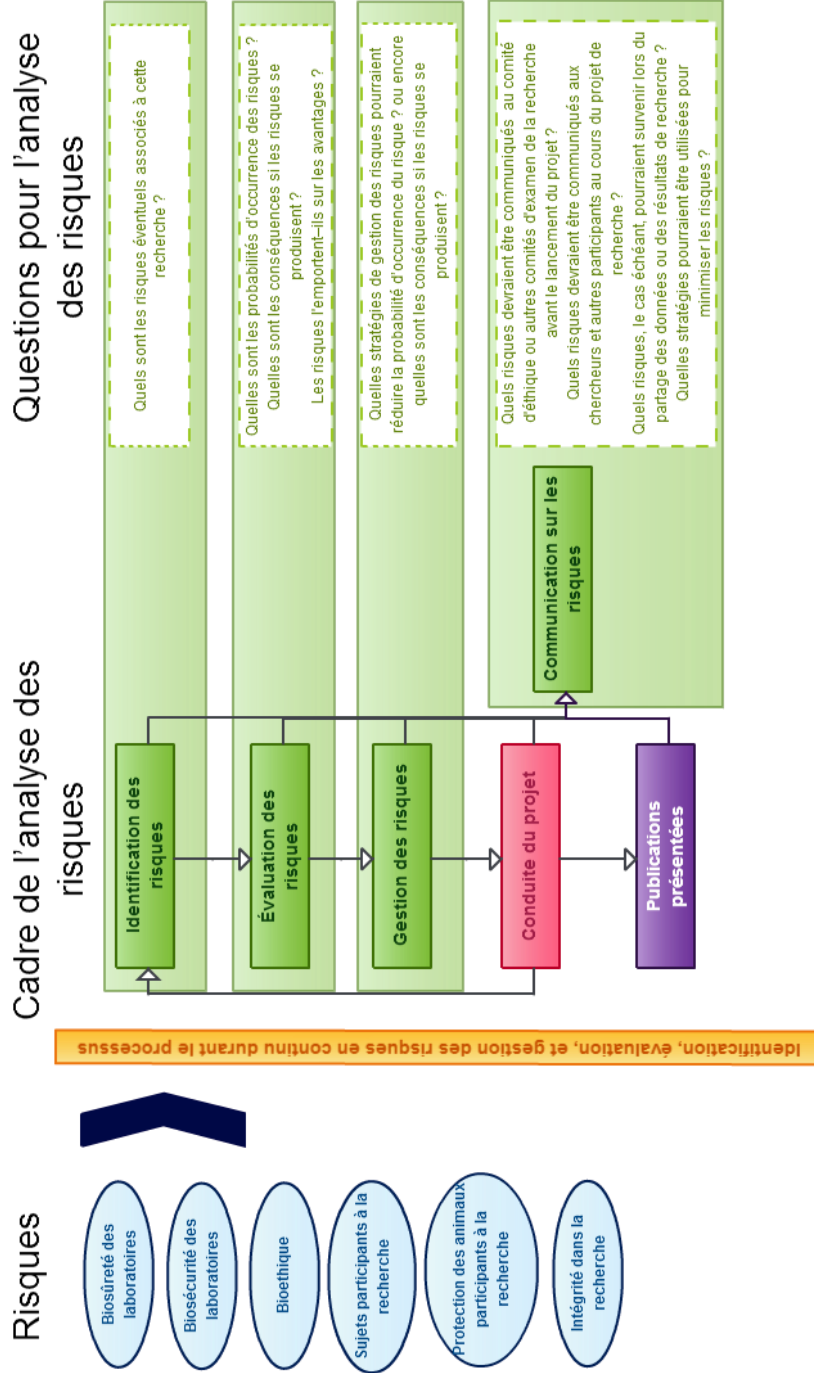 Risques
Biosûreté des
laboratoires
Biosécurité des
laboratoires
Bioethique
Sujets participants à la
recherche
Protection des animaux
participants à la
recherche
Intégrité dans la
recherche
Identification, évaluation, et gestion des risques en continu durant le processus
Cadre de l'analyse des
risques
Identification des
risques
Évaluation des
risques
Gestion des risques
Conduite du projet
Publications
présentées
Communication sur les
risques
Questions pour l'analyse
des risques
Quels sont les risques éventuels associés à cette
recherche ?
Quelles sont les probabilités d'occurrence des risques ?
Quelles sont les conséquences si les risques se
produisent ?
Les risques l'emportent–ils sur les avantages ?
Quelles stratégies de gestion des risques pourraient
réduire la probabilité d'occurrence du risque ? ou encore
quelles sont les conséquences si les risques se
produisent ?
Quels risques devraient être communiqués au comité
d'éthique ou autres comités d'examen de la recherche
avant le lancement du projet ?
Quels risques devraient être communiqués aux
chercheurs et autres participants au cours du projet de
recherche ?
Quels risques, le cas échéant, pourraient survenir lors du
partage des données ou des résultats de recherche ?
Quelles stratégies pourraient être utilisées pour
minimiser les risques ?